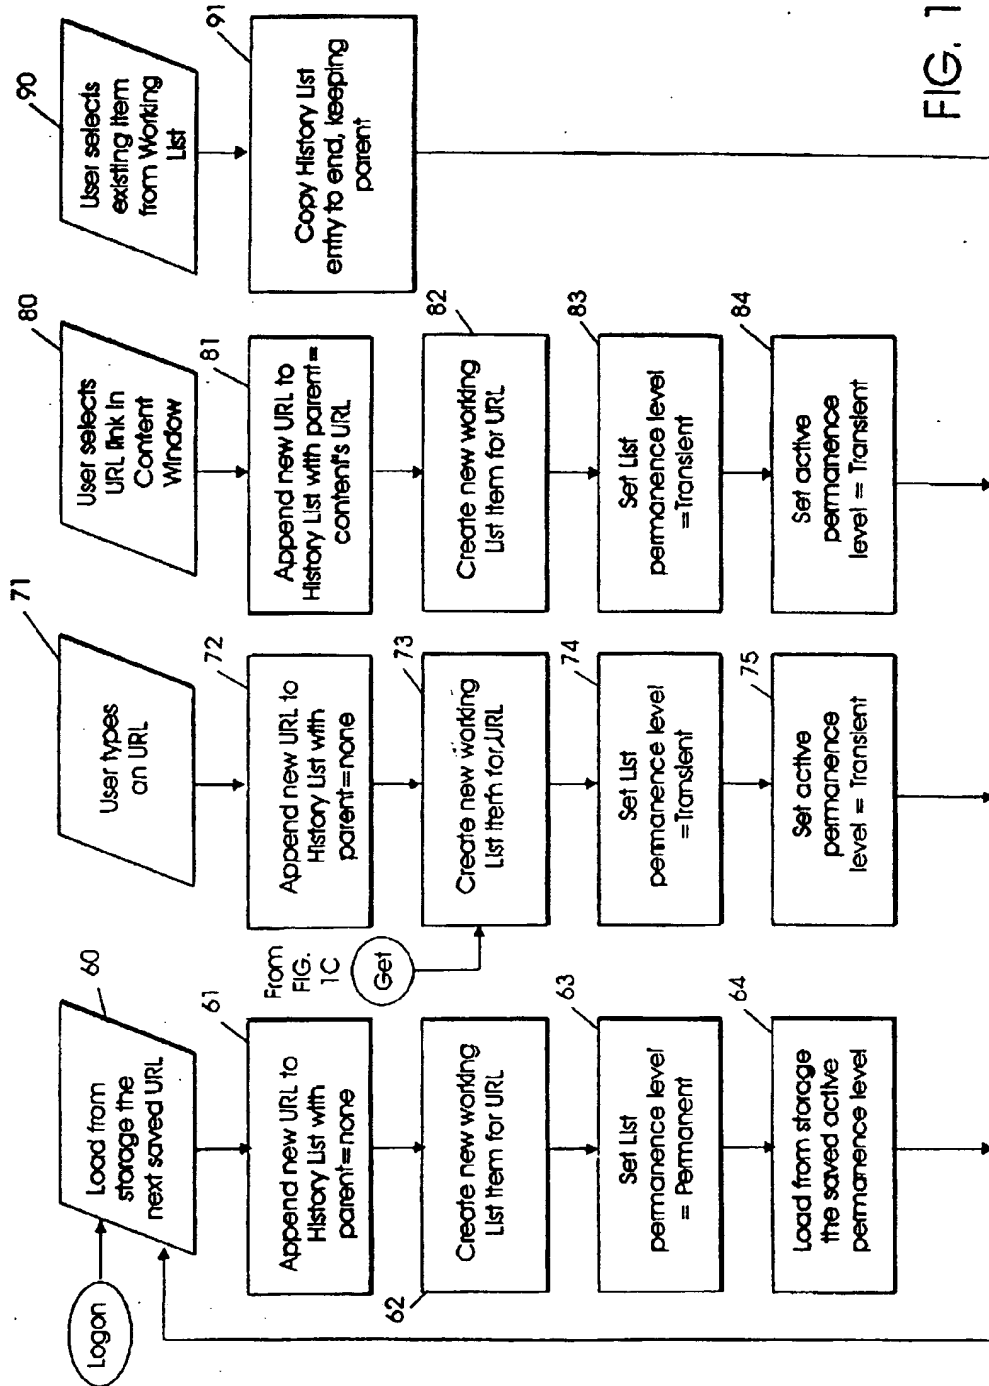 Logon
60
Load from
storage the
next saved URL
61
Append new URL to
History List with
parent=none
62
Create new working
List Item for URL
63
Set List
permanence level
= Permanent
64
Load from storage
the saved active
permanence level
From
FIG.
1C
Get
71
User types
an URL
72
Append new URL to
History List with
parent=none
73
Create new working
List Item for URL
74
Set List
permanence level
=Transient
75
Set active
permanence
level = Transient
80
User selects
URL link In
Content
Window
81
Append new URL to
History List with parent=
content's URL
82
Create new working
List Item for URL
83
Set List
permanence level
=Transient
84
Set active
permanence
level = Transient
90
User selects
existing Item
from Working
List
91
Copy History List
entry to end, keeping
parent
FIG. 1